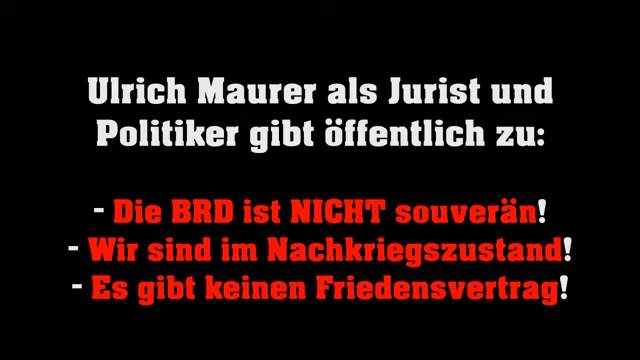 Ulrich Maurer als Jurist und
Politiker gibt öffentlich zu:
- Die BRD ist NICHT souverän!
- Wir sind im Nachkriegszustand!
- Es gibt keinen Friedensvertrag!